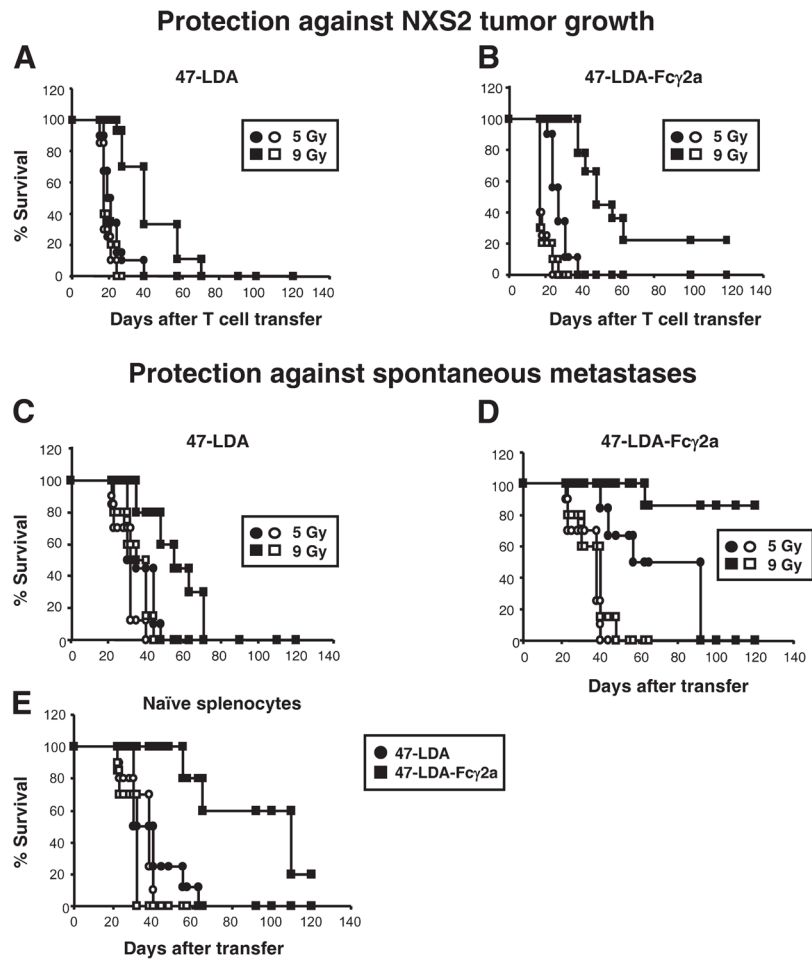 Protection against NXS2 tumor growth
A
47-LDA
120
100
80
60
40
20
0
% Survival
5 Gy
9 Gy
0 20 40 60 80 100 120 140
Days after T cell transfer
B
47-LDA-Fcγ2a
120
100
80
60
40
20
0
5 Gy
9 Gy
0 20 40 60 80 100 120 140
Days after T cell transfer
Protection against spontaneous metastases
C
47-LDA
120
100
80
60
40
20
0
% Survival
5 Gy
9 Gy
0 20 40 60 80 100 120 140
D
47-LDA-Fcγ2a
120
100
80
60
40
20
0
5 Gy
9 Gy
0 20 40 60 80 100 120 140
Days after transfer
E
Naïve splenocytes
120
100
80
60
40
20
0
% Survival
47-LDA
47-LDA-Fcγ2a
0 20 40 60 80 100 120 140
Days after transfer